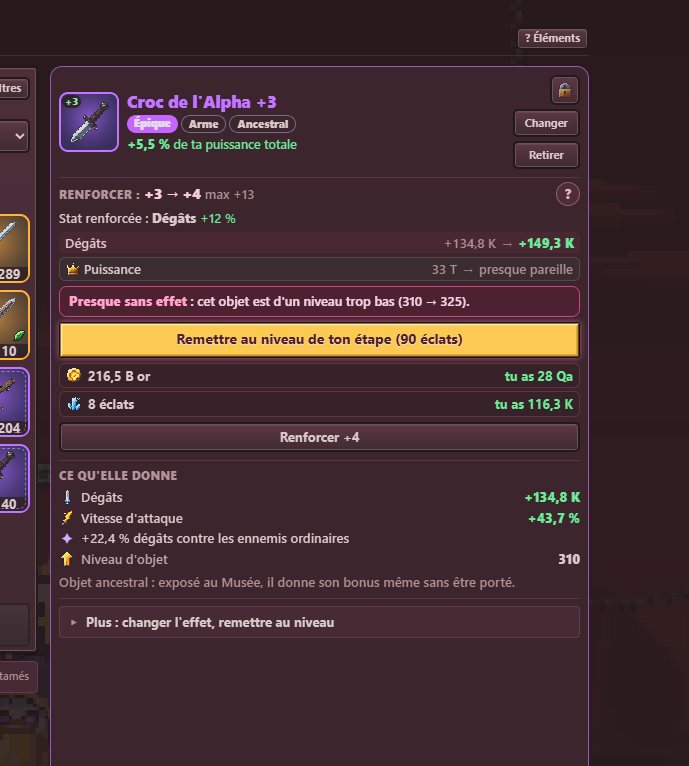 ? Éléments
ltres
Croc de l'Alpha +3
+3
Épique Arme Ancestral
+5,5 % de ta puissance totale
Changer
Retirer
RENFORCER : +3 → +4 max +13
?
Stat renforcée : Dégâts +12 %
Dégâts +134,8 K → +149,3 K
Puissance 33 T → presque pareille
Presque sans effet : cet objet est d'un niveau trop bas (310 → 325).
Remettre au niveau de ton étape (90 éclats)
216,5 B or tu as 28 Qa
8 éclats tu as 116,3 K
Renforcer +4
CE QU'ELLE DONNE
Dégâts +134,8 K
Vitesse d'attaque +43,7 %
+22,4 % dégâts contre les ennemis ordinaires
Niveau d'objet 310
Objet ancestral : exposé au Musée, il donne son bonus même sans être porté.
Plus : changer l'effet, remettre au niveau
289
10
204
40
tamés